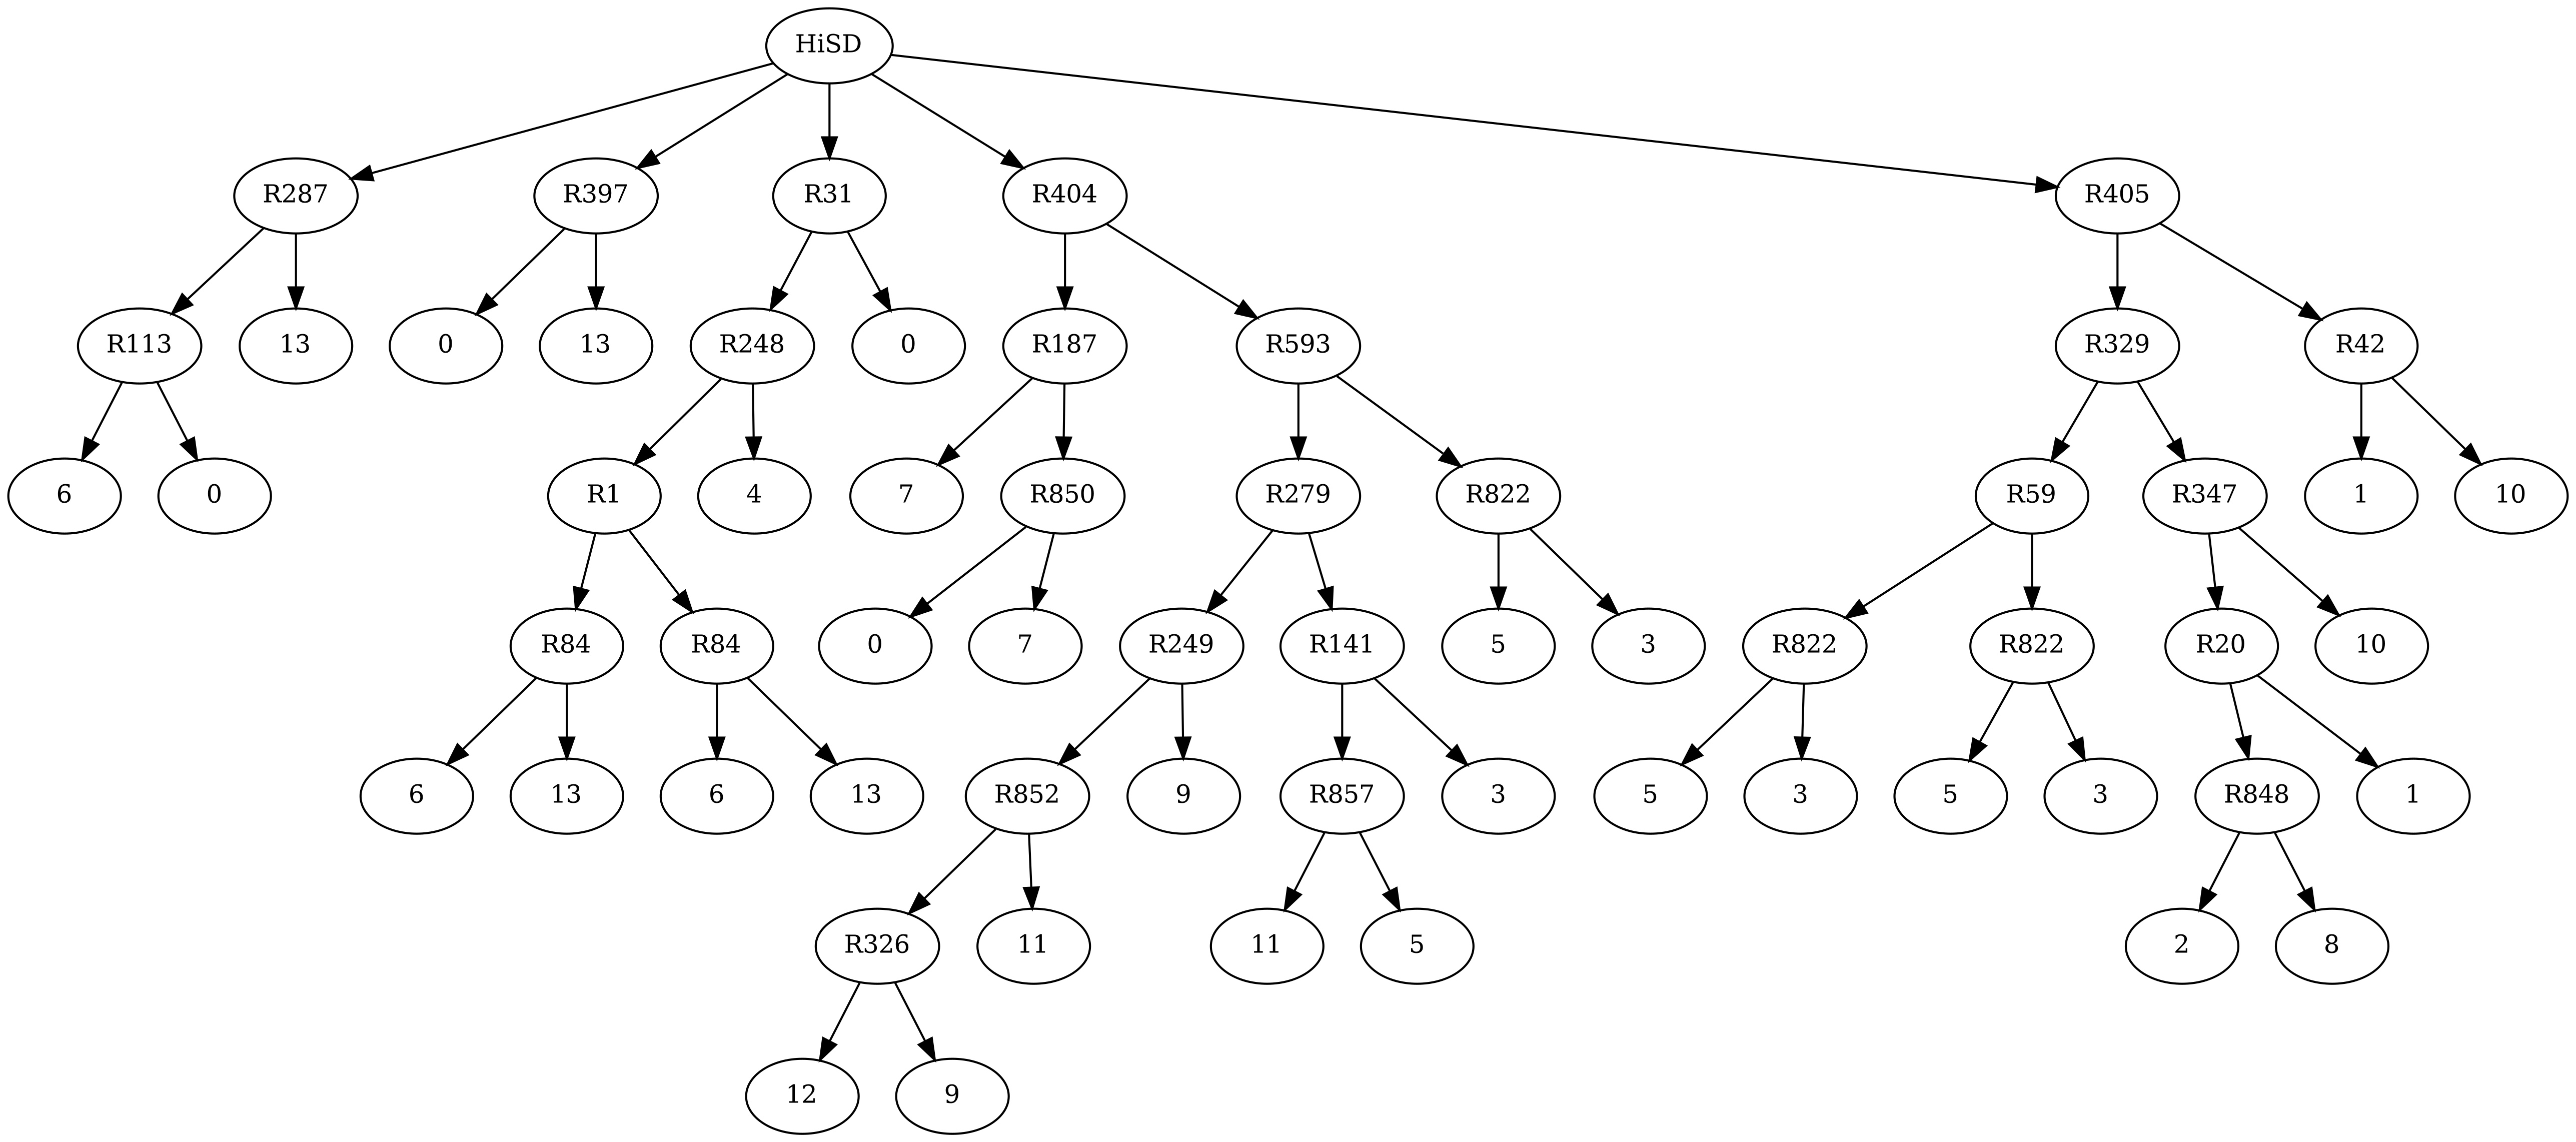 HiSD
R287 R397 R31 R404 R405
R113 13 0 13 R248 0 R187 R593 R329 R42
6 0 R1 4 7 R850 R279 R822 R59 R347 1 10
R84 R84 0 7 R249 R141 5 3 R822 R822 R20 10
6 13 6 13 R852 9 R857 3 5 3 5 3 R848 1
R326 11 11 5 2 8
12 9